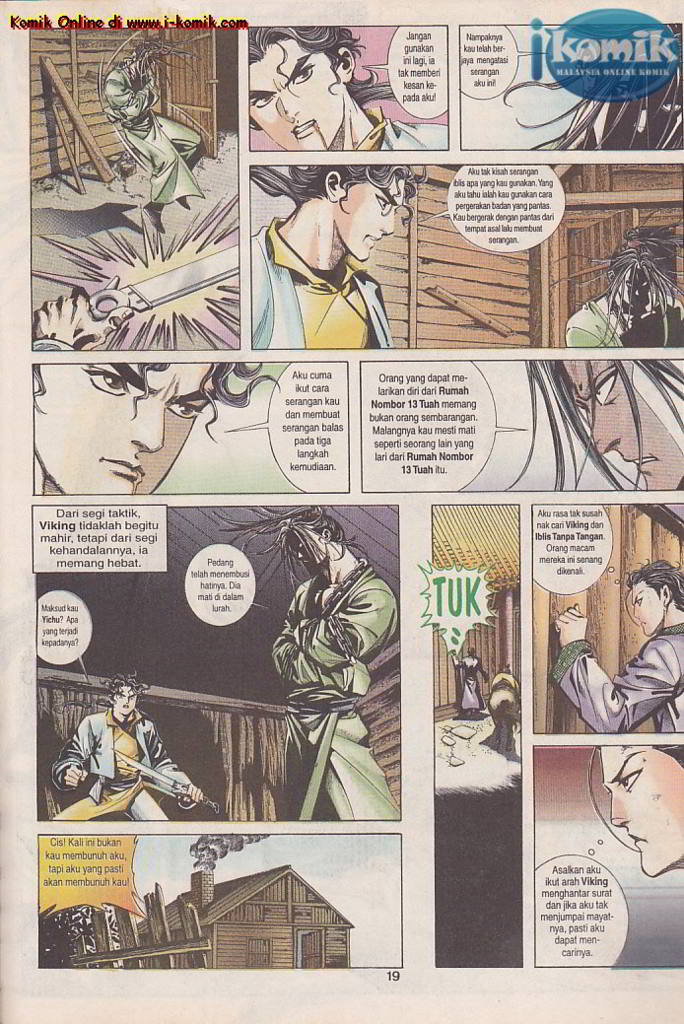 Komik Online di www.i-komik.com
iKomik
MALAYSIA ONLINE KOMIK
Jangan
gunakan
ini lagi, ia
tak memberi
kesan ke-
pada aku!
Nampaknya
kau telah ber-
jaya mengatasi
serangan
aku ini!
Aku tak kisah serangan
iblis apa yang kau gunakan. Yang
aku tahu ialah kau gunakan cara
pergerakan badan yang pantas.
Kau bergerak dengan pantas dari
tempat asal lalu membuat
serangan.
Aku cuma
ikut cara
serangan kau
dan membuat
serangan balas
pada tiga
langkah
kemudiaan.
Orang yang dapat me-
larikan diri dari Rumah
Nombor 13 Tuah memang
bukan orang sembarangan.
Malangnya kau mesti mati
seperti seorang lain yang
lari dari Rumah Nombor
13 Tuah itu.
Dari segi taktik,
Viking tidaklah begitu
mahir, tetapi dari segi
kehandalannya, ia
memang hebat.
Pedang
telah menembusi
hatinya. Dia
mati di dalam
lurah.
Maksud kau
Yichu? Apa
yang terjadi
kepadanya?
TUK
Aku rasa tak susah
nak cari Viking dan
Iblis Tanpa Tangan.
Orang macam
mereka ini senang
dikenali.
Cis! Kali ini bukan
kau membunuh aku,
tapi aku yang pasti
akan membunuh kau!
Asalkan aku
ikut arah Viking
menghantar surat
dan jika aku tak
menjumpai mayat-
nya, pasti aku
dapat men-
carinya.
19